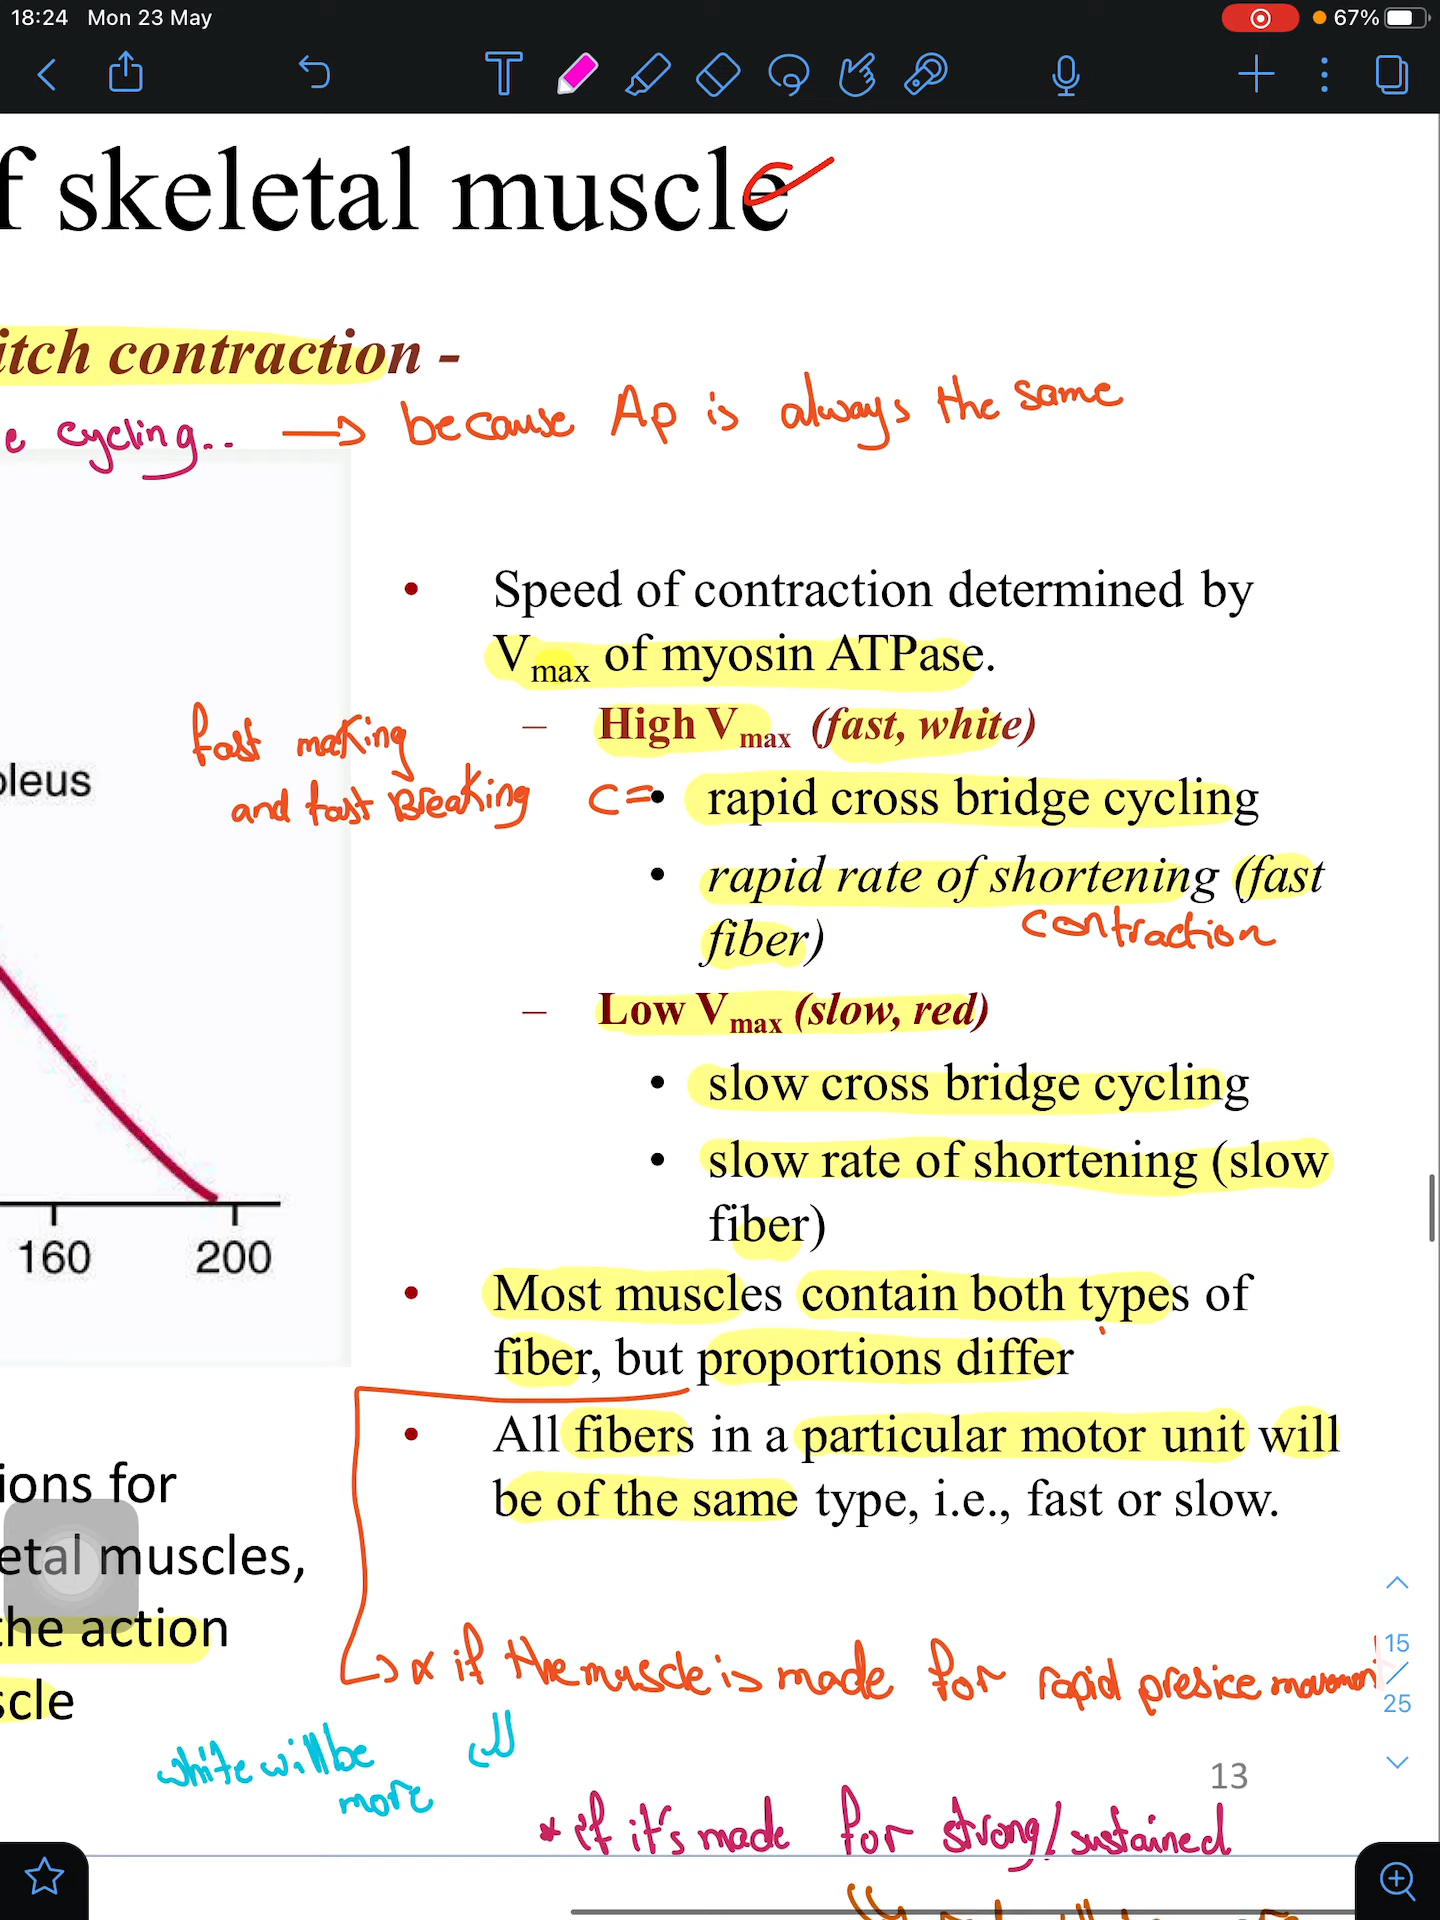 18:24 Mon 23 May
67%
f skeletal muscle
itch contraction -
e cycling.. → because Ap is always the same
• Speed of contraction determined by
Vmax of myosin ATPase.
– High Vmax (fast, white)
fast making
and fast Breaking
• rapid cross bridge cycling
oleus
• rapid rate of shortening (fast
fiber)
contraction
– Low Vmax (slow, red)
• slow cross bridge cycling
• slow rate of shortening (slow
fiber)
160 200
• Most muscles contain both types of
fiber, but proportions differ
• All fibers in a particular motor unit will
be of the same type, i.e., fast or slow.
ions for
etal muscles,
he action
scle
if the muscle is made for rapid presice movement
15
/
25
white will be
more
13
* if it's made for strong/sustained